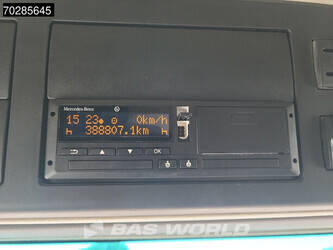 70285645
Mercedes-Benz
15 23 0km/h
388807.1km
OK
BAS WORLD